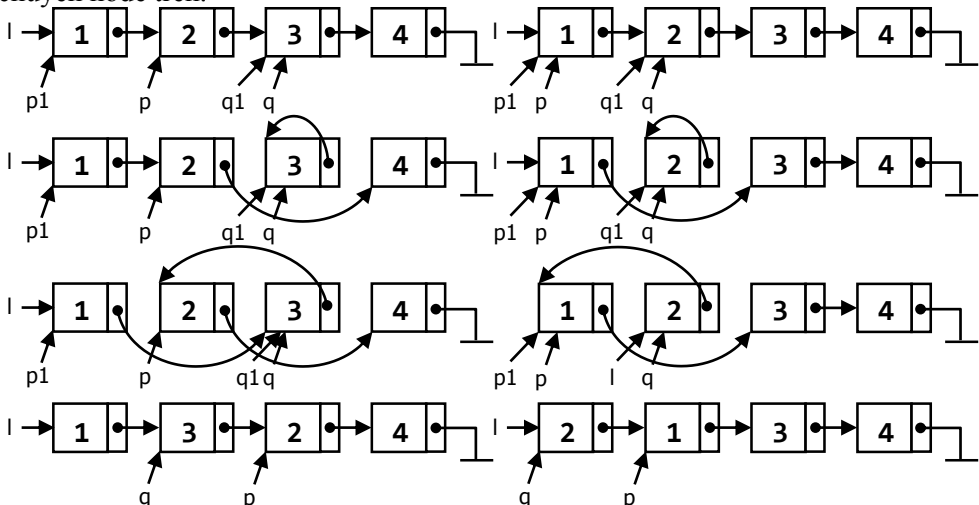 chuyển node trên.
l 1 2 3 4 l 1 2 3 4
p1 p q1 q p1 p q1 q
l 1 2 3 4 l 1 2 3 4
p1 p q1 q p1 p q1 q
l 1 2 3 4 1 2 3 4
p1 p q1 q p1 p l q
l 1 3 2 4 l 2 1 3 4
q p q p